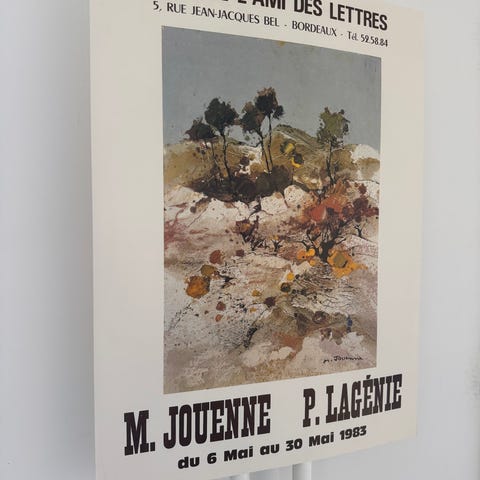 L'AMI DES LETTRES
5, RUE JEAN-JACQUES BEL - BORDEAUX - Tél. 52.58.84
M. Jouenne
M. JOUENNE P. LAGÉNIE
du 6 Mai au 30 Mai 1983